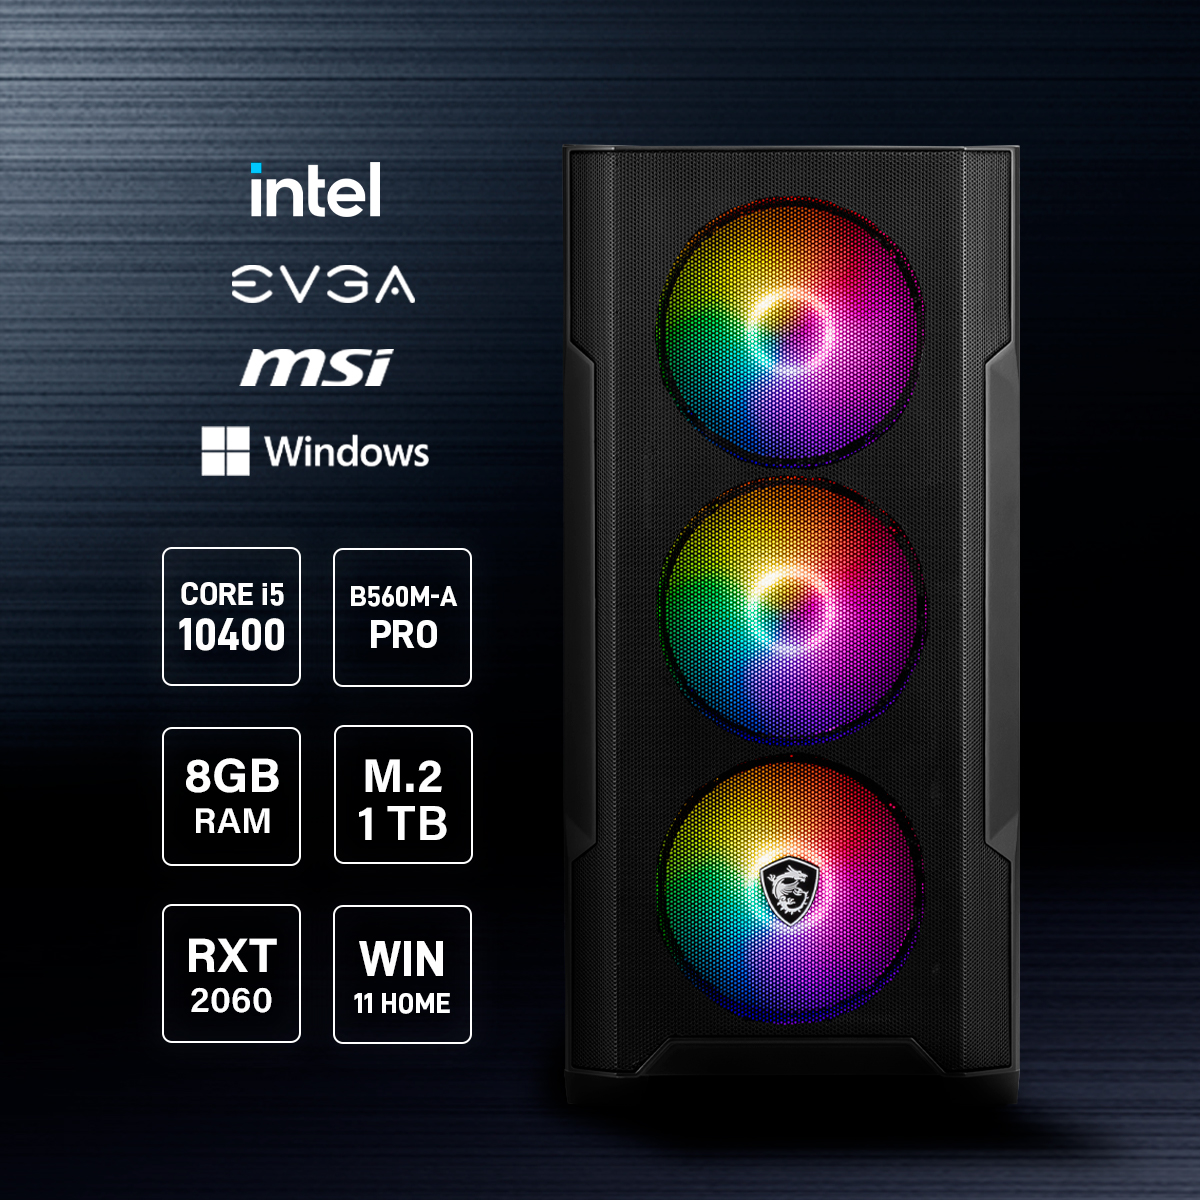 intel
EVGA
msi
Windows
CORE i5
10400
B560M-A
PRO
8GB
RAM
M.2
1 TB
RXT
2060
WIN
11 HOME